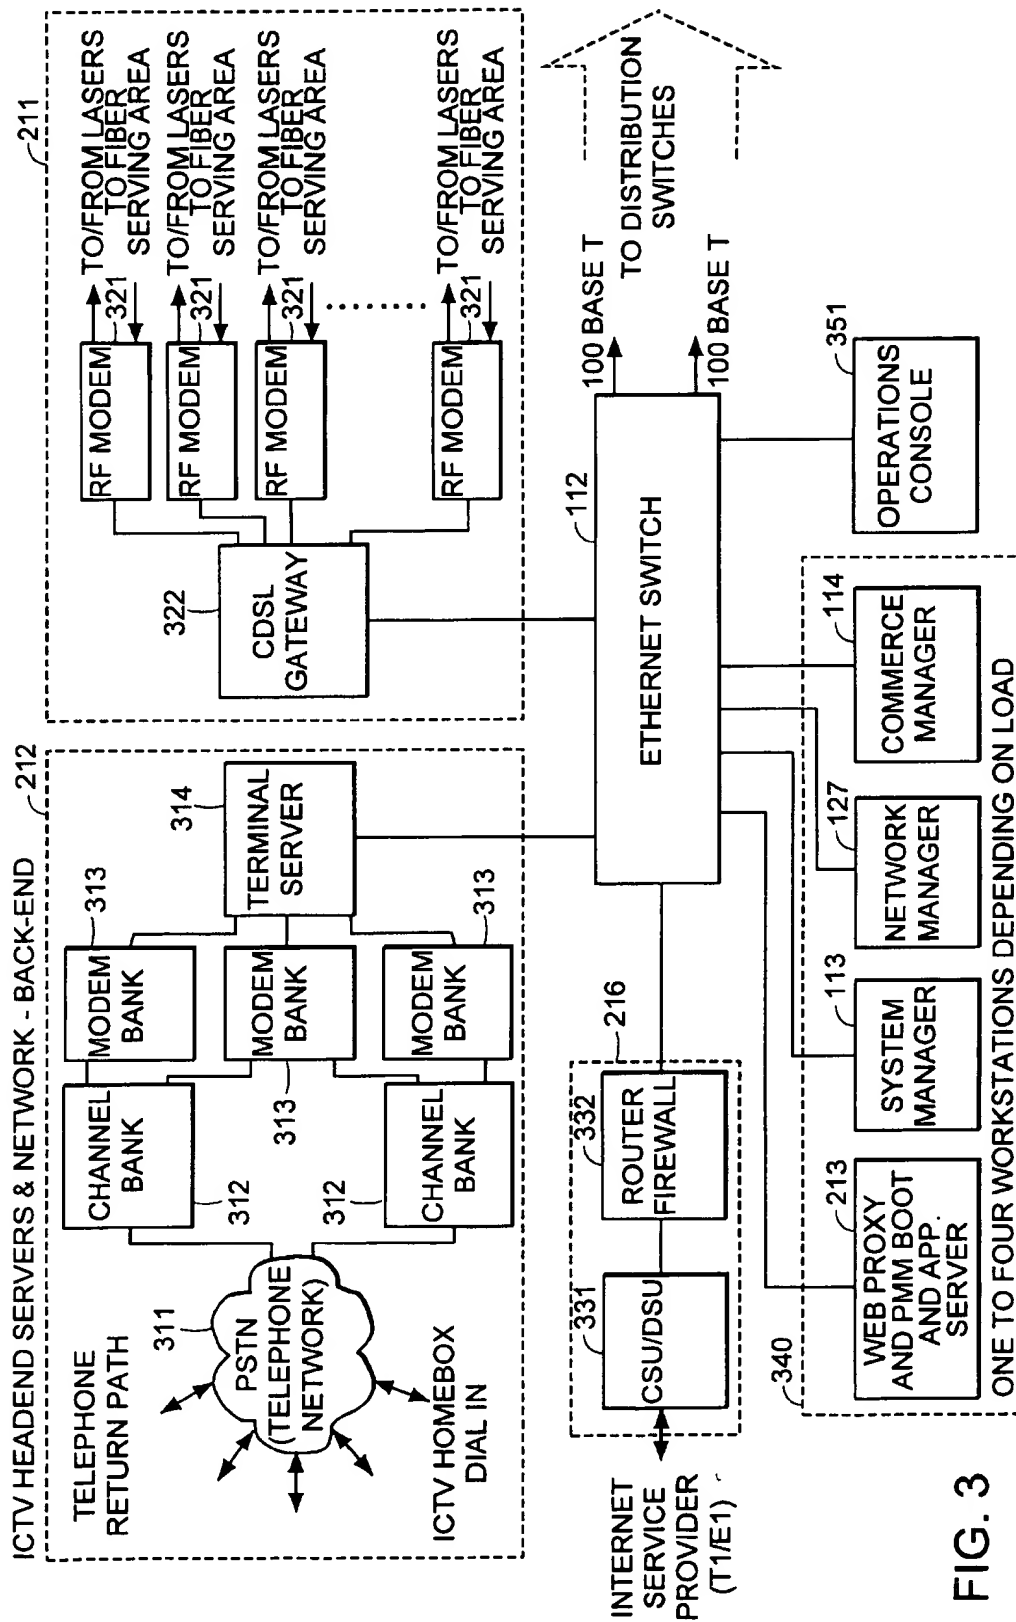 ICTV HEADEND SERVERS & NETWORK - BACK-END
212
TELEPHONE
RETURN PATH
311
PSTN
(TELEPHONE
NETWORK)
ICTV HOMEBOX
DIAL IN
CHANNEL
BANK
312
312
CHANNEL
BANK
MODEM
BANK
313
MODEM
BANK
313
MODEM
BANK
313
TERMINAL
SERVER
314
211
322
CDSL
GATEWAY
RF MODEM
321
TO/FROM LASERS
TO FIBER
SERVING AREA
RF MODEM
321
TO/FROM LASERS
TO FIBER
SERVING AREA
RF MODEM
321
TO/FROM LASERS
TO FIBER
SERVING AREA
RF MODEM
321
TO/FROM LASERS
TO FIBER
SERVING AREA
INTERNET
SERVICE
PROVIDER
(T1/E1)
331
CSU/DSU
332
ROUTER
FIREWALL
216
ETHERNET SWITCH
112
100 BASE T
100 BASE T
TO DISTRIBUTION
SWITCHES
340
WEB PROXY
AND PMM BOOT
AND APP.
SERVER
213
SYSTEM
MANAGER
113
NETWORK
MANAGER
127
COMMERCE
MANAGER
114
OPERATIONS
CONSOLE
351
ONE TO FOUR WORKSTATIONS DEPENDING ON LOAD
FIG. 3